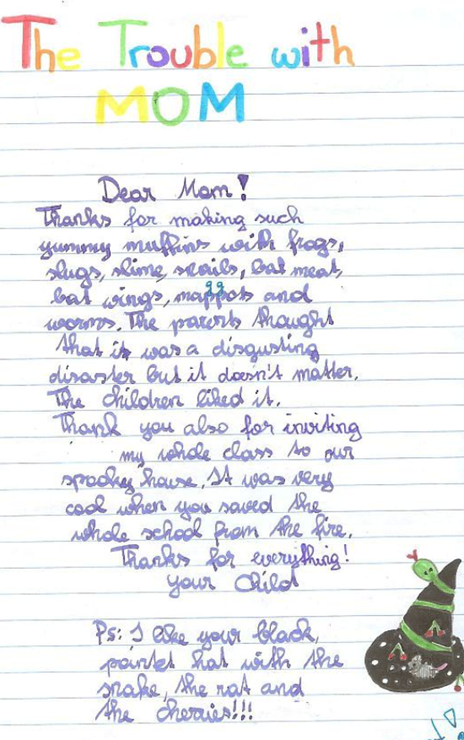 The Trouble with
MOM
Dear Mom!
Thanks for making such
yummy muffins with frogs,
slugs, slime, snails, bat meat,
bat wings, maggots and
worms. The parents thought
that it was a disgusting
disaster but it doesn't matter.
The children liked it.
Thank you also for inviting
my whole class to our
spooky house. It was very
cool when you saved the
whole school from the fire.
Thanks for everything!
Your Child
Ps: I like your black,
pointet hat with the
snake, the rat and
the cherries!!!